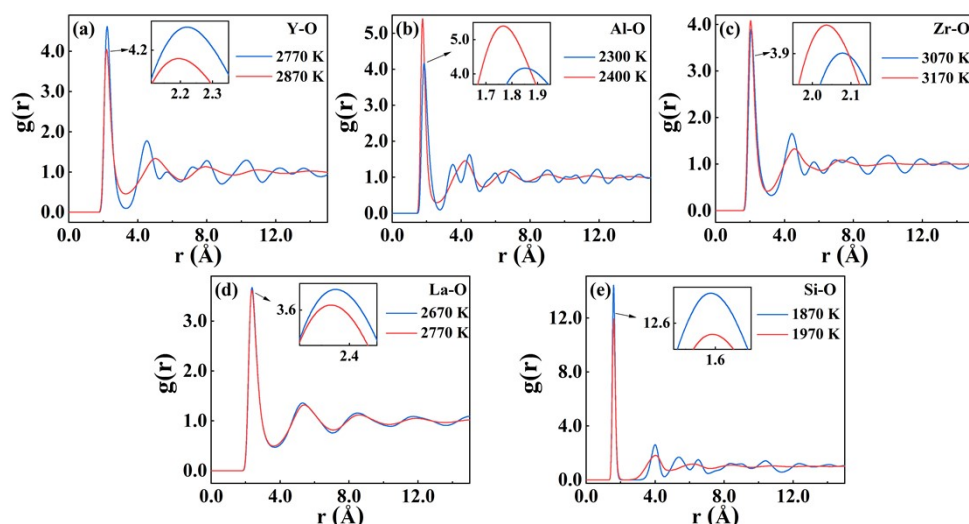 (a) Y-O
4.2
2.2 2.3
2770 K
2870 K
g(r)
4.0
3.0
2.0
1.0
0.0
0.0 4.0 8.0 12.0
r (Å)
(b) Al-O
5.0
4.0
1.7 1.8 1.9
2300 K
2400 K
g(r)
5.0
4.0
3.0
2.0
1.0
0.0
0.0 4.0 8.0 12.0
r (Å)
(c) Zr-O
3.9
2.0 2.1
3070 K
3170 K
g(r)
4.0
3.0
2.0
1.0
0.0
0.0 4.0 8.0 12.0
r (Å)
(d) La-O
3.6
2.4
2670 K
2770 K
g(r)
3.0
2.0
1.0
0.0
0.0 4.0 8.0 12.0
r (Å)
(e) Si-O
12.6
1.6
1870 K
1970 K
g(r)
12.0
8.0
4.0
0.0
0.0 4.0 8.0 12.0
r (Å)